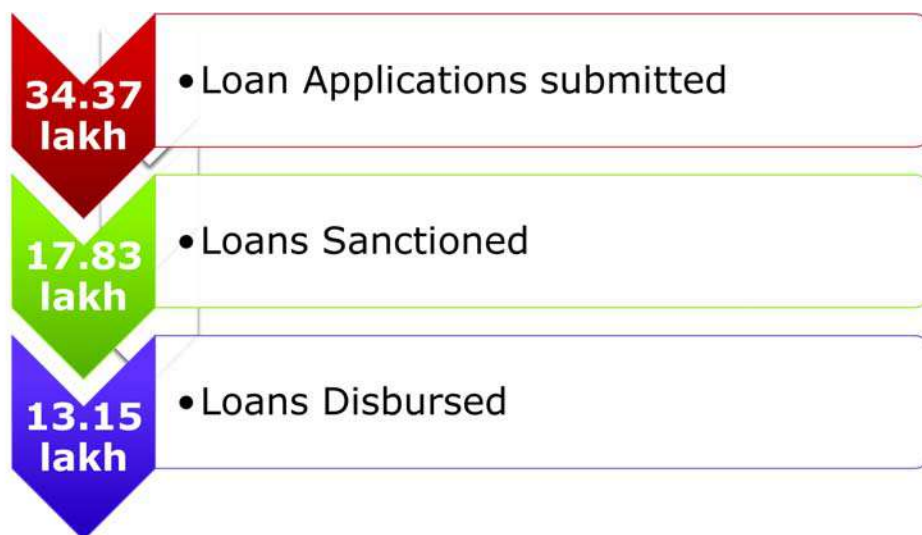 34.37
lakh
•Loan Applications submitted
17.83
lakh
•Loans Sanctioned
13.15
lakh
•Loans Disbursed